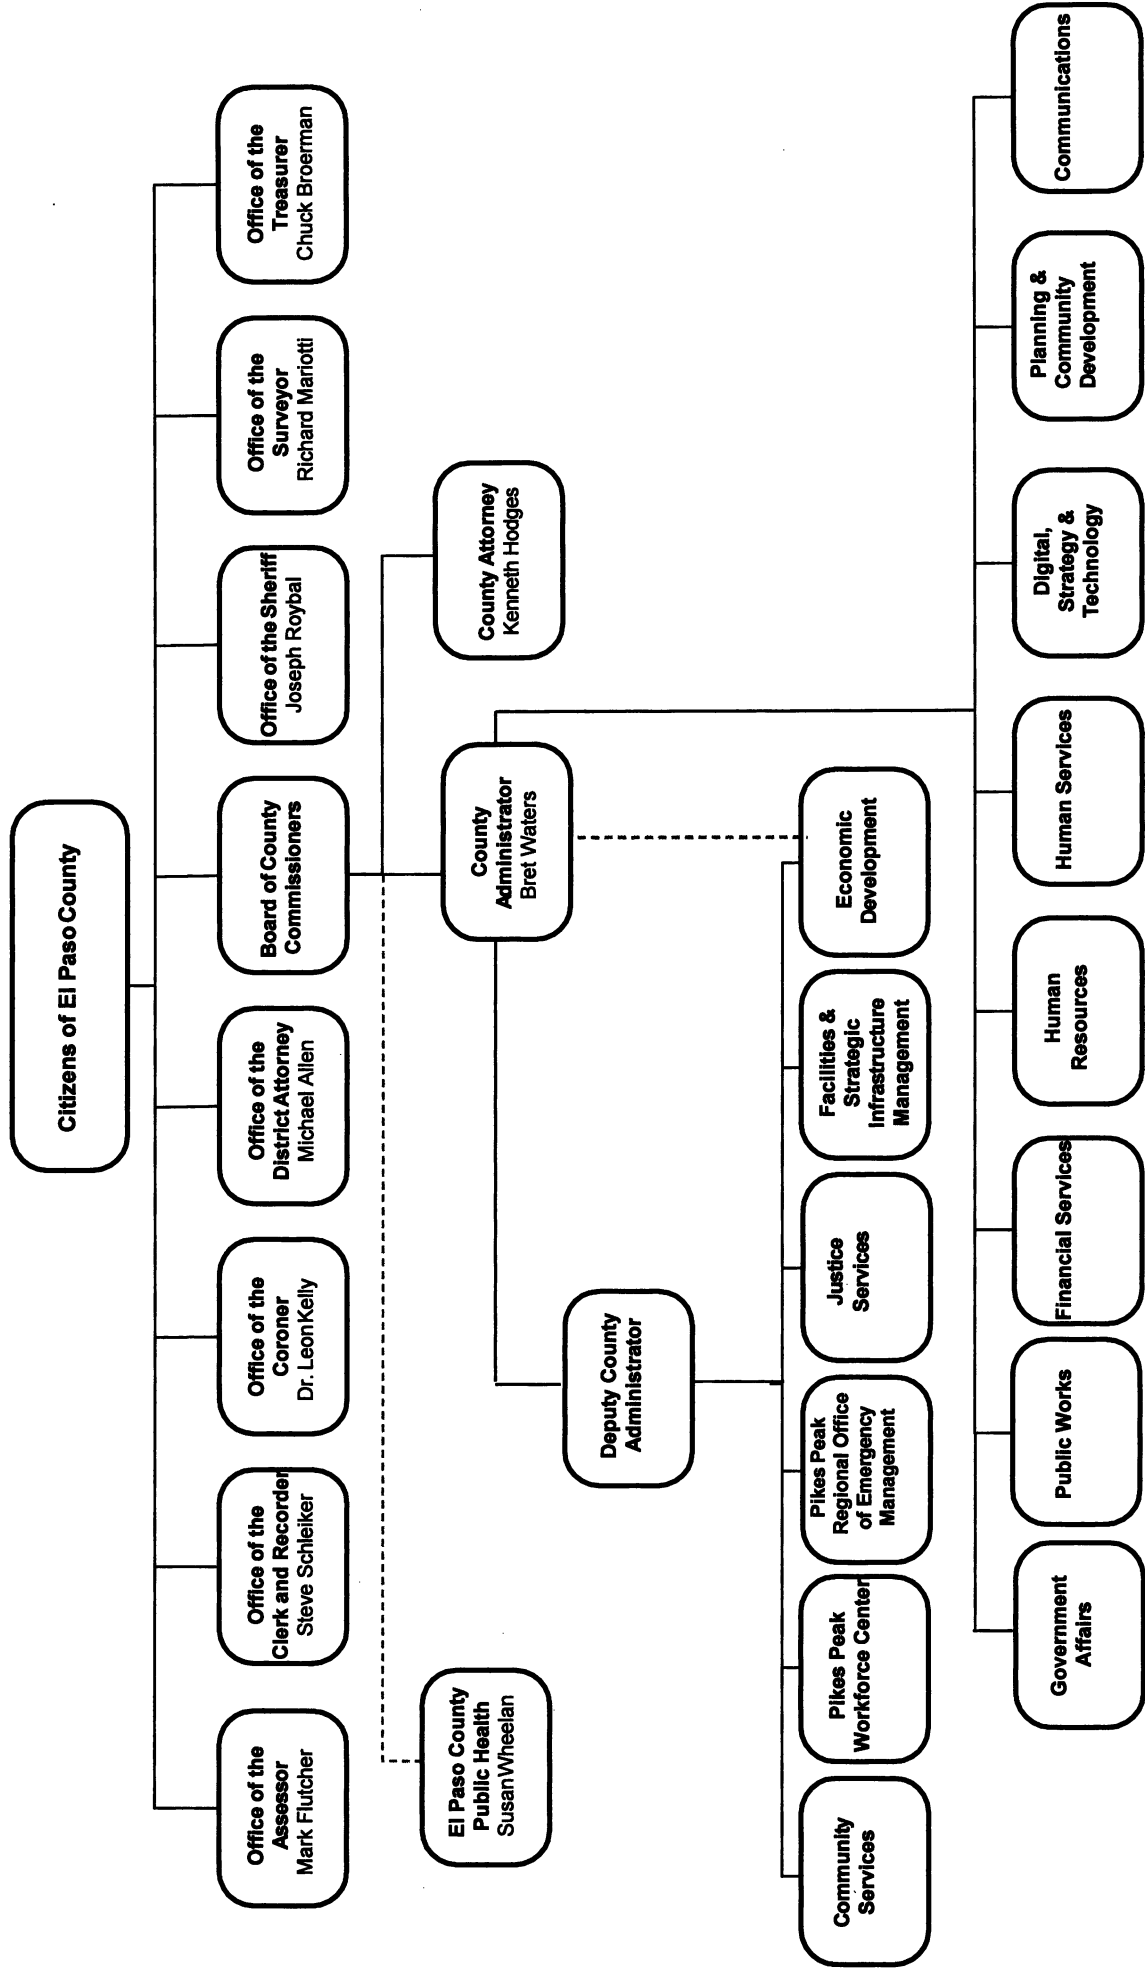 Citizens of El Paso County
Office of the
Assessor
Mark Flutcher
Office of the
Clerk and Recorder
Steve Schleiker
Office of the
Coroner
Dr. Leon Kelly
Office of the
District Attorney
Michael Allen
Board of County
Commissioners
Office of the Sheriff
Joseph Roybal
Office of the
Surveyor
Richard Mariotti
Office of the
Treasurer
Chuck Broerman
El Paso County
Public Health
Susan Wheelan
County
Administrator
Bret Waters
County Attorney
Kenneth Hodges
Deputy County
Administrator
Community
Services
Pikes Peak
Workforce Center
Pikes Peak
Regional Office
of Emergency
Management
Justice
Services
Facilities &
Strategic
Infrastructure
Management
Economic
Development
Government
Affairs
Public Works
Financial Services
Human
Resources
Human Services
Digital,
Strategy &
Technology
Planning &
Community
Development
Communications